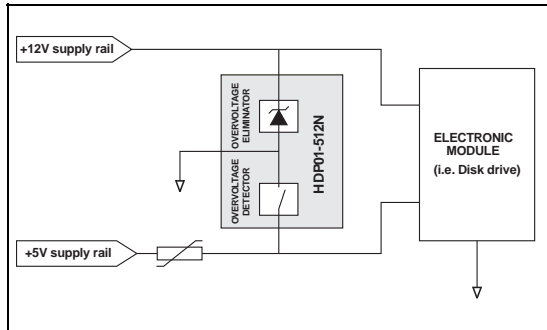 +12V supply rail
OVERVOLTAGE
ELIMINATOR
OVERVOLTAGE
DETECTOR
HDP01-512N
ELECTRONIC
MODULE
(i.e. Disk drive)
+5V supply rail